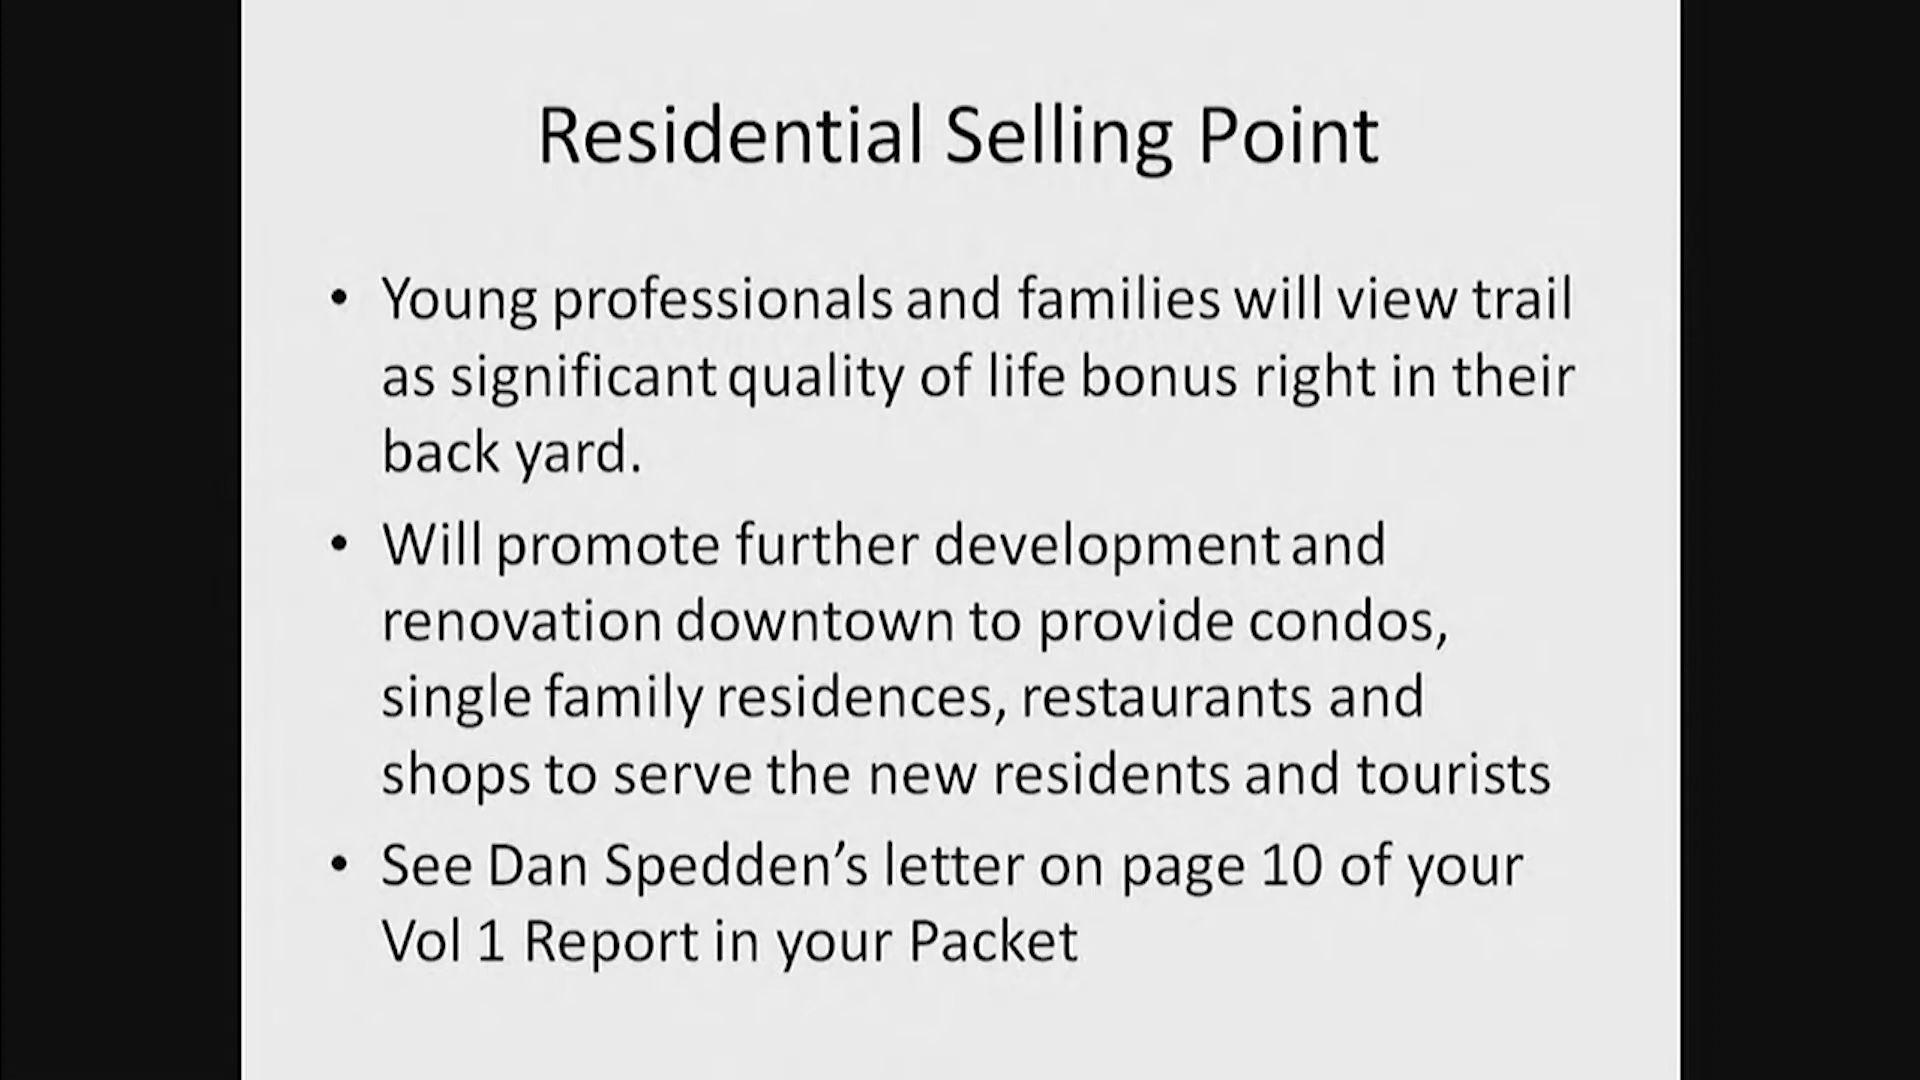 Residential Selling Point
• Young professionals and families will view trail
as significant quality of life bonus right in their
back yard.
• Will promote further development and
renovation downtown to provide condos,
single family residences, restaurants and
shops to serve the new residents and tourists
• See Dan Spedden’s letter on page 10 of your
Vol 1 Report in your Packet